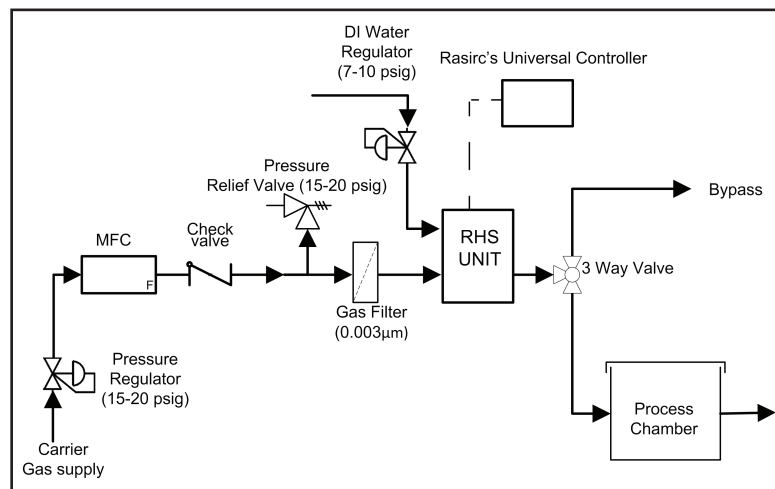 DI Water
Regulator
(7-10 psig)
Rasirc's Universal Controller
Pressure
Relief Valve (15-20 psig)
Bypass
MFC
Check
valve
F
RHS
UNIT
3 Way Valve
Gas Filter
(0.003µm)
Pressure
Regulator
(15-20 psig)
Process
Chamber
Carrier
Gas supply